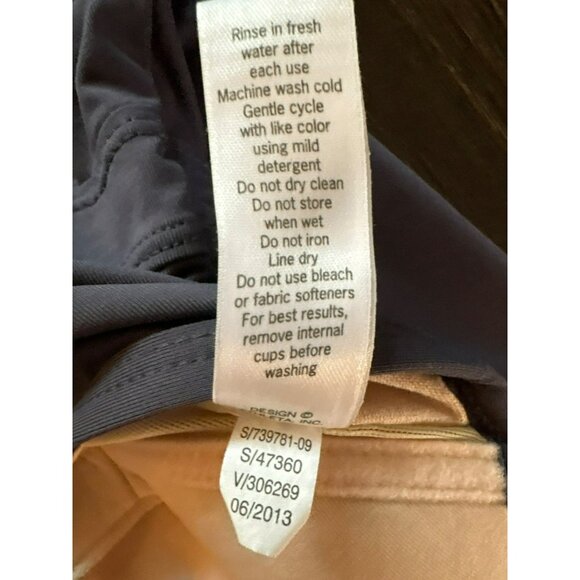 Rinse in fresh
water after
each use
Machine wash cold
Gentle cycle
with like color
using mild
detergent
Do not dry clean
Do not store
when wet
Do not iron
Line dry
Do not use bleach
or fabric softeners
For best results,
remove internal
cups before
washing
DESIGN ©
INC.
S/739781-09
S/47360
V/306269
06/2013